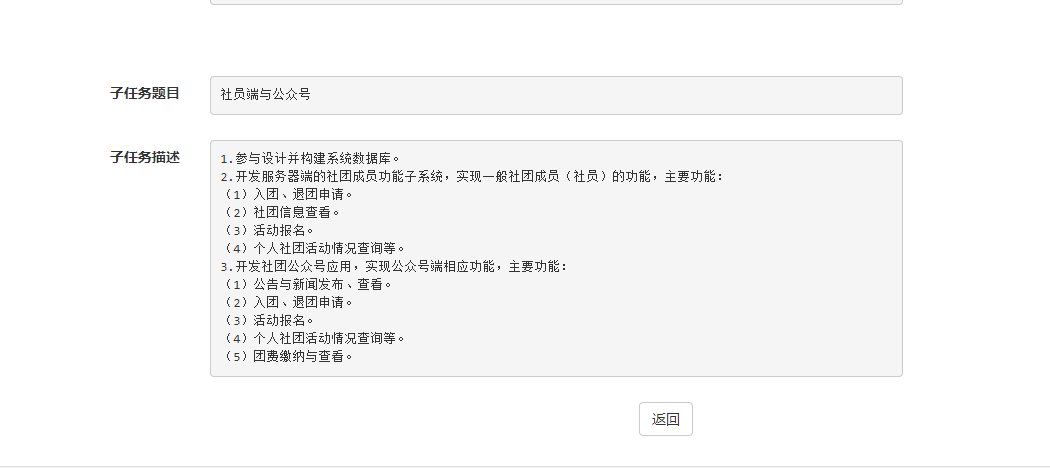 子任务题目
社员端与公众号
子任务描述
1.参与设计并构建系统数据库。
2.开发服务器端的社团成员功能子系统，实现一般社团成员（社员）的功能，主要功能：
（1）入团、退团申请。
（2）社团信息查看。
（3）活动报名。
（4）个人社团活动情况查询等。
3.开发社团公众号应用，实现公众号端相应功能，主要功能：
（1）公告与新闻发布、查看。
（2）入团、退团申请。
（3）活动报名。
（4）个人社团活动情况查询等。
（5）团费缴纳与查看。
返回